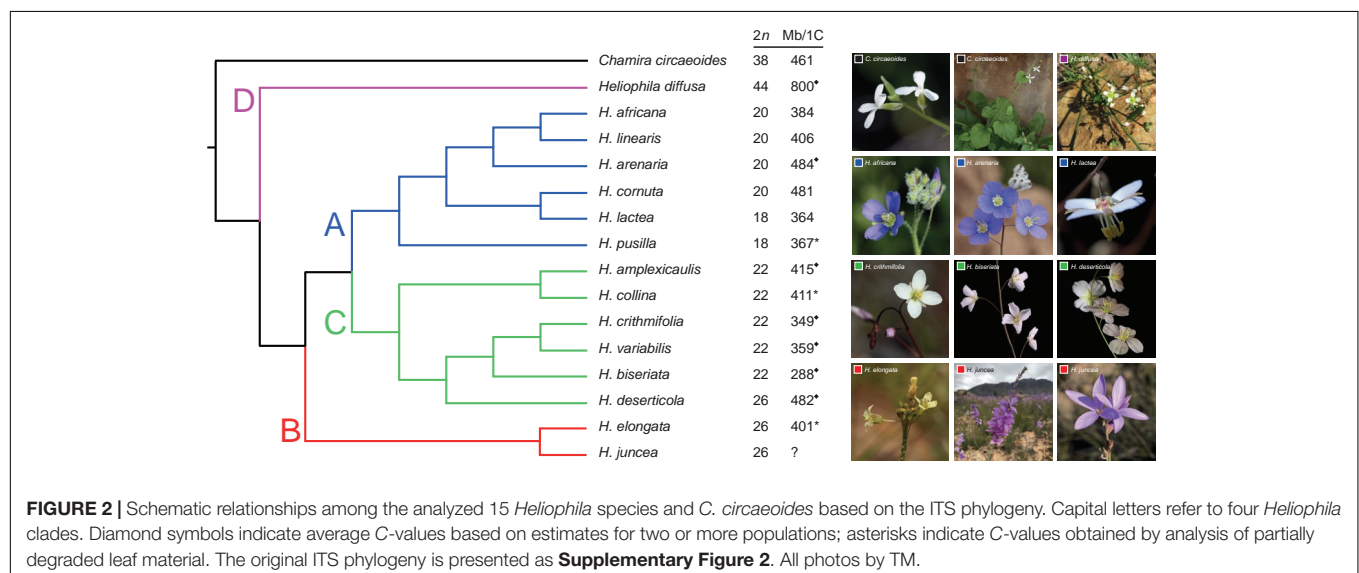 2n Mb/1C
Chamira circaeoides 38 461
D Heliophila diffusa 44 800♦
H. africana 20 384
H. linearis 20 406
H. arenaria 20 484♦
H. cornuta 20 481
A H. lactea 18 364
H. pusilla 18 367*
H. amplexicaulis 22 415♦
H. collina 22 411*
C H. crithmifolia 22 349♦
H. variabilis 22 359♦
H. biseriata 22 288♦
H. deserticola 26 482♦
B H. elongata 26 401*
H. juncea 26 ?
C. circaeoides C. circaeoides H. diffusa
H. africana H. arenaria H. lactea
H. crithmifolia H. biseriata H. deserticola
H. elongata H. juncea H. juncea
FIGURE 2 | Schematic relationships among the analyzed 15 Heliophila species and C. circaeoides based on the ITS phylogeny. Capital letters refer to four Heliophila
clades. Diamond symbols indicate average C-values based on estimates for two or more populations; asterisks indicate C-values obtained by analysis of partially
degraded leaf material. The original ITS phylogeny is presented as Supplementary Figure 2. All photos by TM.